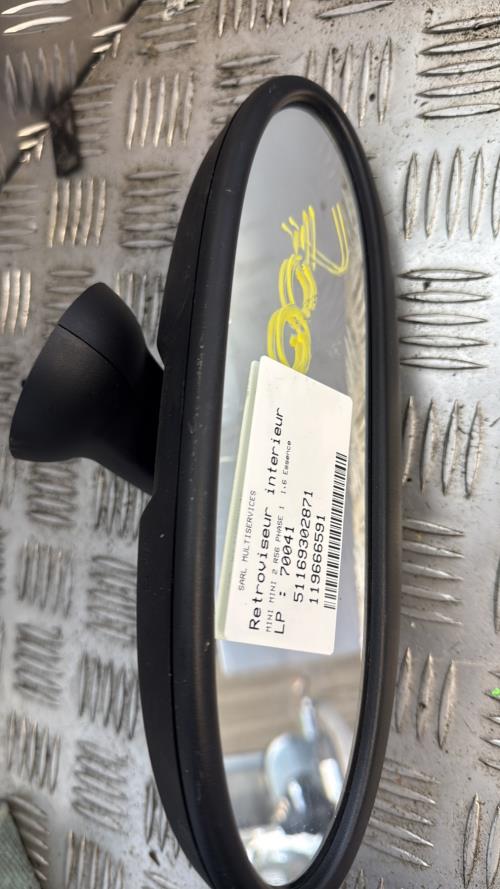 SARL MULTISERVICES
Retroviseur interieur
MINI MINI 2 R56 PHASE 1 1.6 Essence
LP : 70041
51169302871
119666591